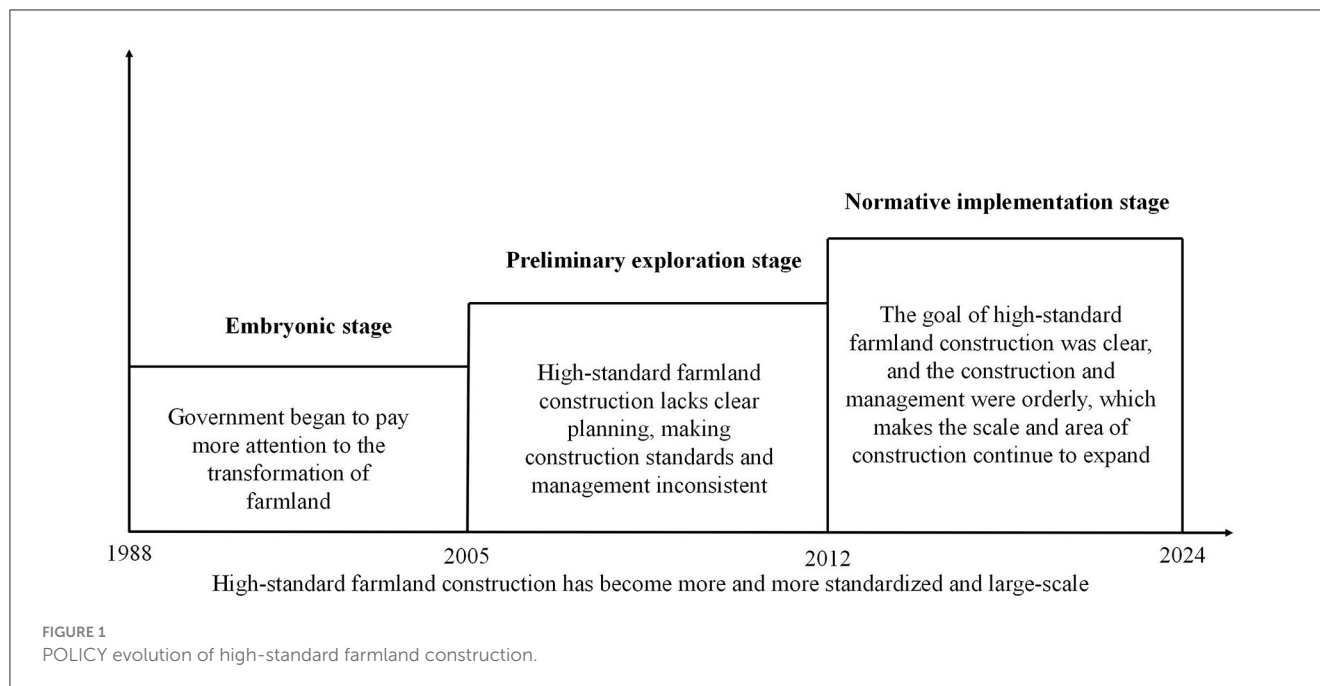 Normative implementation stage
Preliminary exploration stage
Embryonic stage
Government began to pay
more attention to the
transformation of
farmland
High-standard farmland
construction lacks clear
planning, making
construction standards and
management inconsistent
The goal of high-standard
farmland construction was clear,
and the construction and
management were orderly, which
makes the scale and area of
construction continue to expand
1988
2005
2012
2024
High-standard farmland construction has become more and more standardized and large-scale
FIGURE 1
POLICY evolution of high-standard farmland construction.